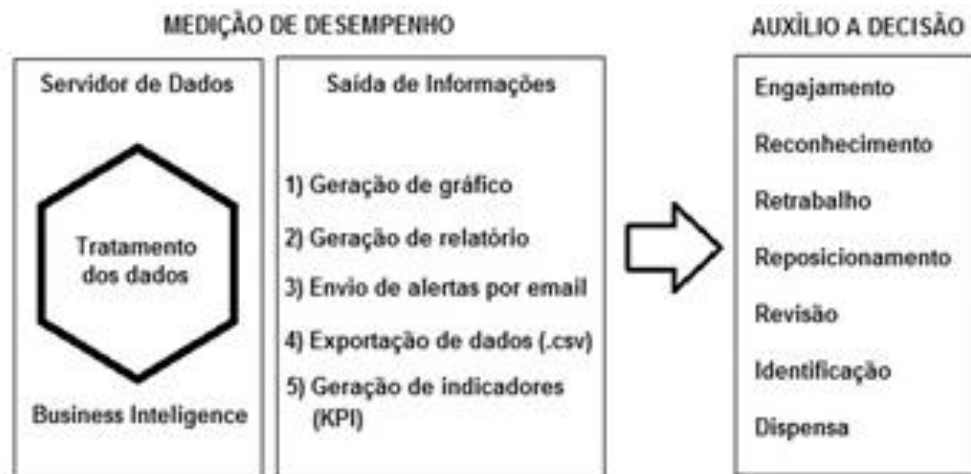 MEDIÇÃO DE DESEMPENHO
AUXÍLIO A DECISÃO
Servidor de Dados
Tratamento
dos dados
Business Inteligence
Saída de Informações
1) Geração de gráfico
2) Geração de relatório
3) Envio de alertas por email
4) Exportação de dados (.csv)
5) Geração de indicadores
(KPI)
Engajamento
Reconhecimento
Retrabalho
Reposicionamento
Revisão
Identificação
Dispensa